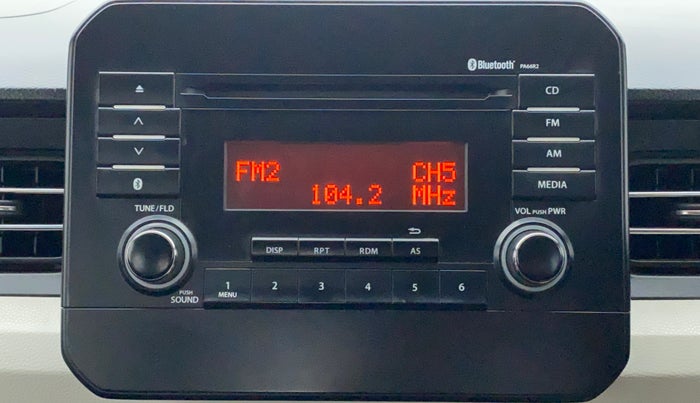 Bluetooth PA66R2
CD
FM
AM
MEDIA
FM2 CH5
104.2 MHz
TUNE/FLD
VOL PUSH PWR
DISP RPT RDM AS
PUSH
SOUND
1 2 3 4 5 6
MENU